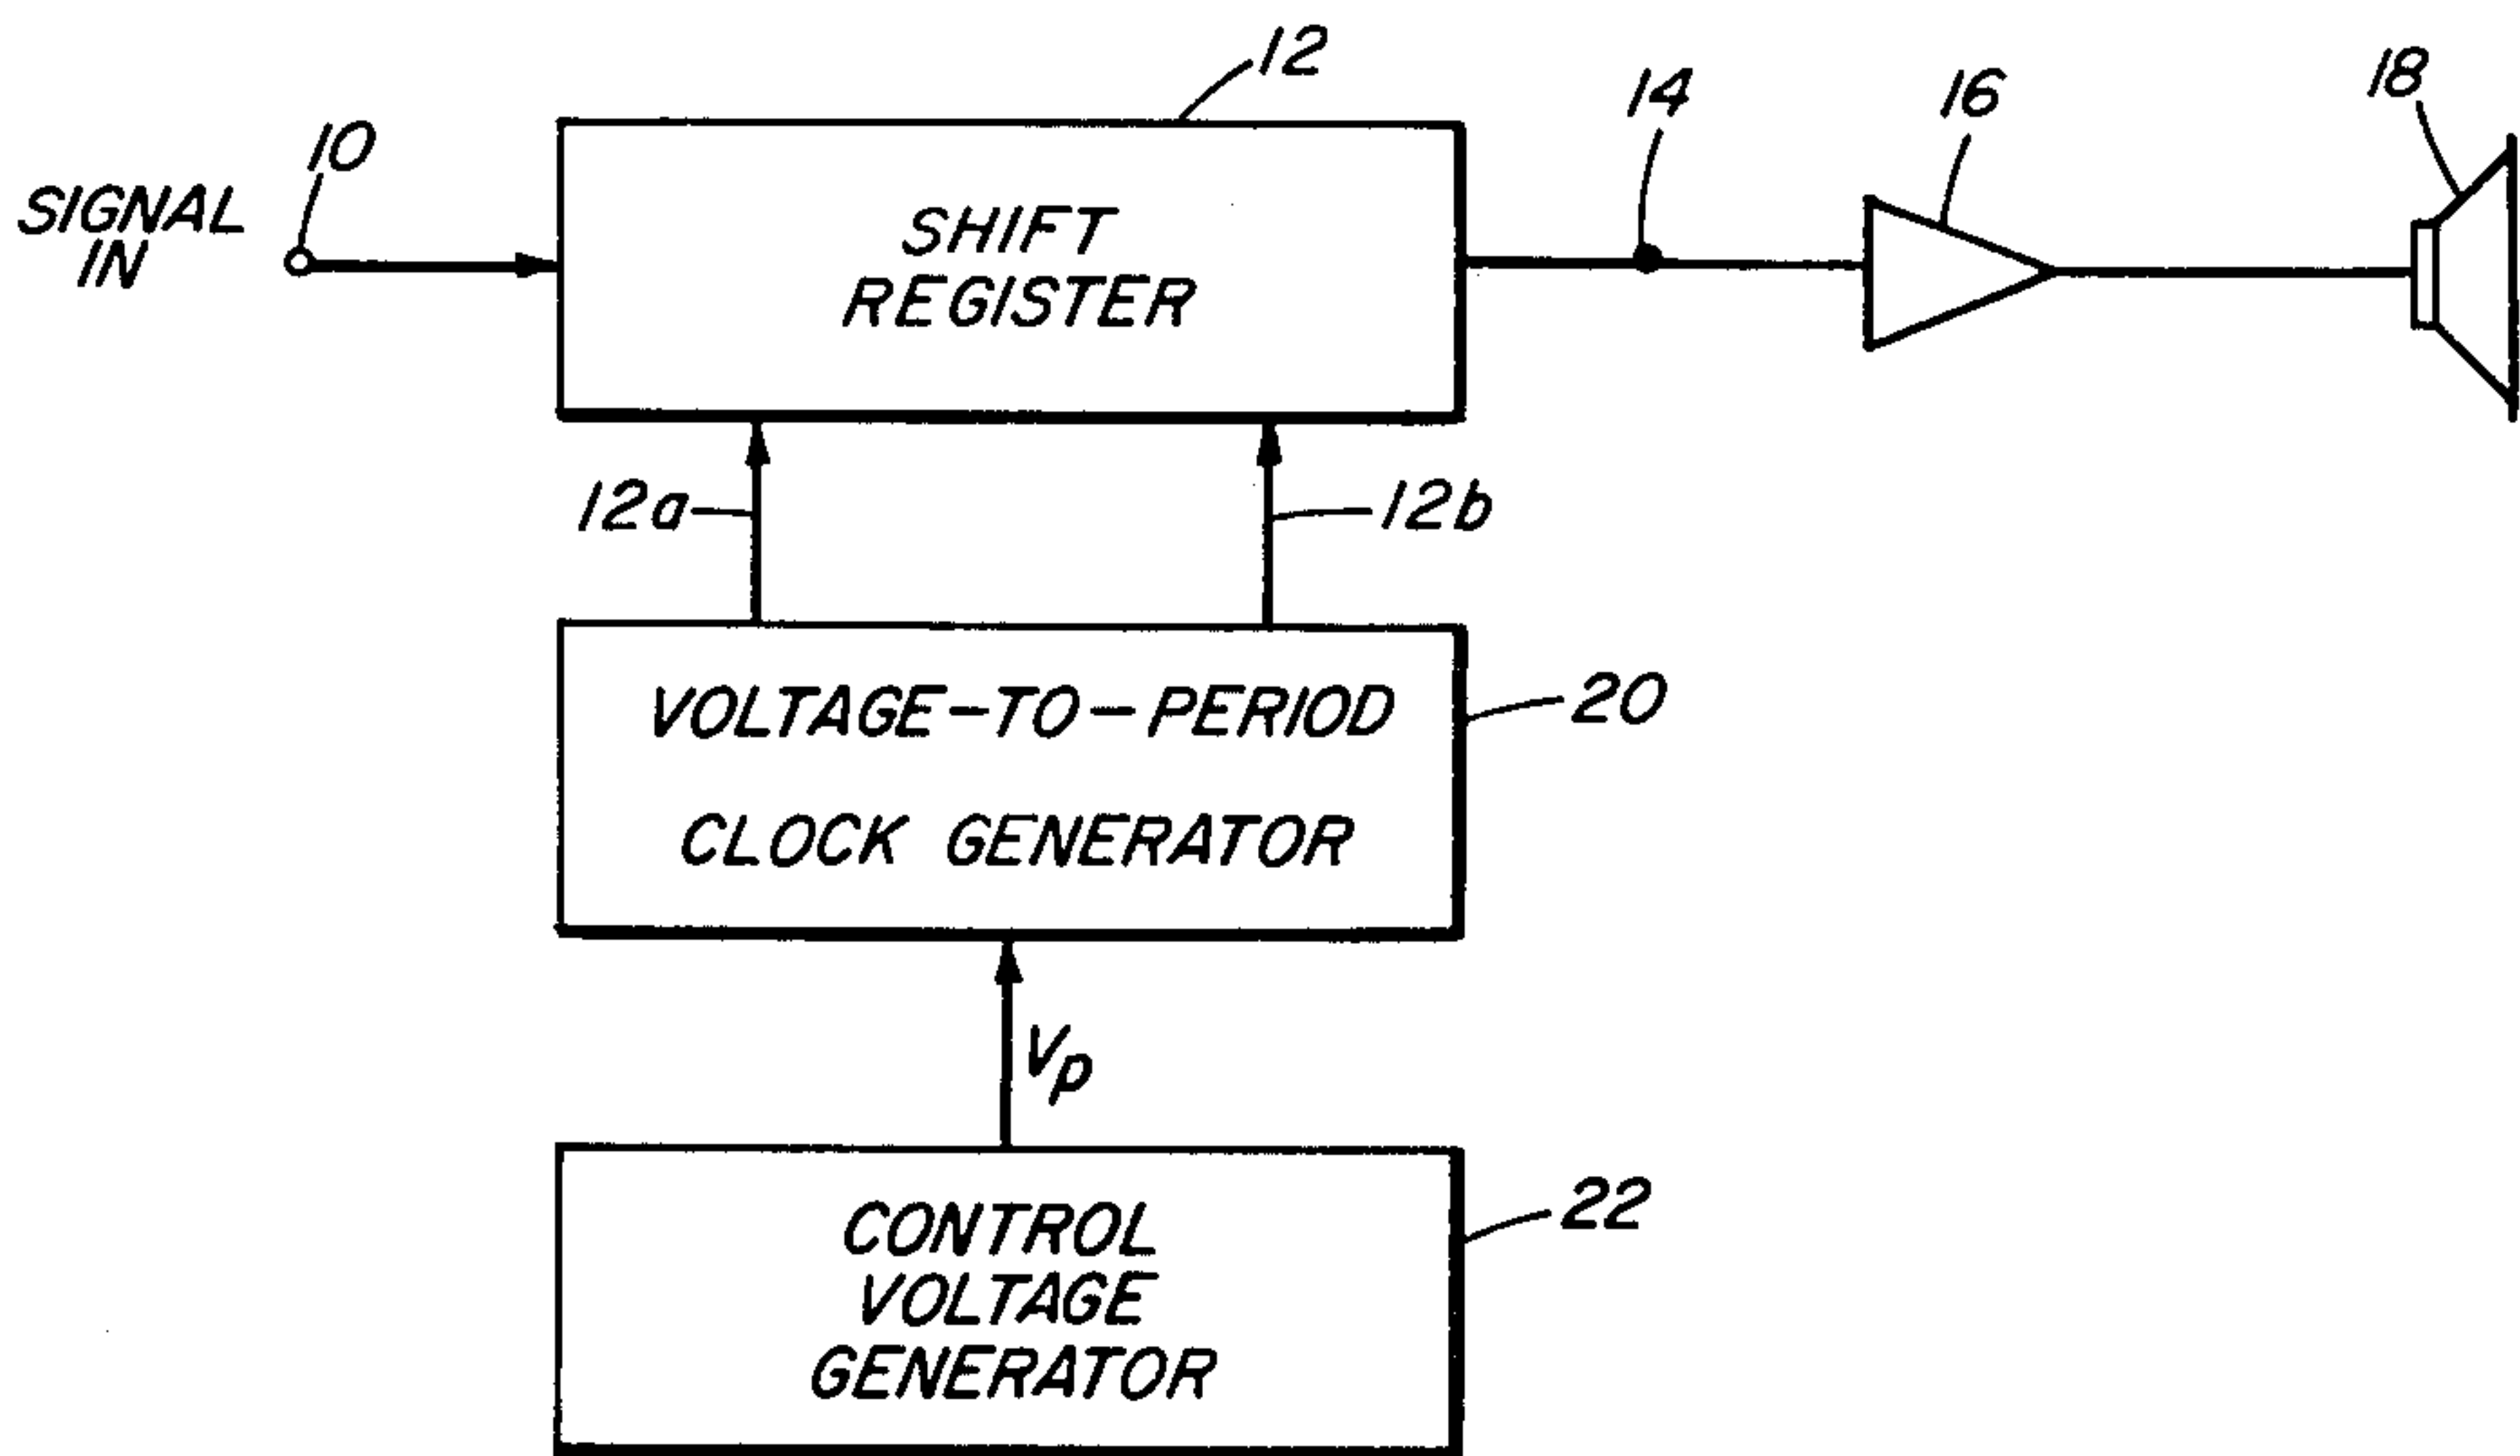 12
14
16
18
10
SIGNAL
IN
SHIFT
REGISTER
12a
12b
VOLTAGE-TO-PERIOD
20
CLOCK GENERATOR
Vp
CONTROL
22
VOLTAGE
GENERATOR